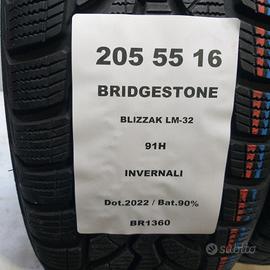 205 55 16
BRIDGESTONE
BLIZZAK LM-32
91H
INVERNALI
Dot.2022 / Bat.90%
BR1360
subito